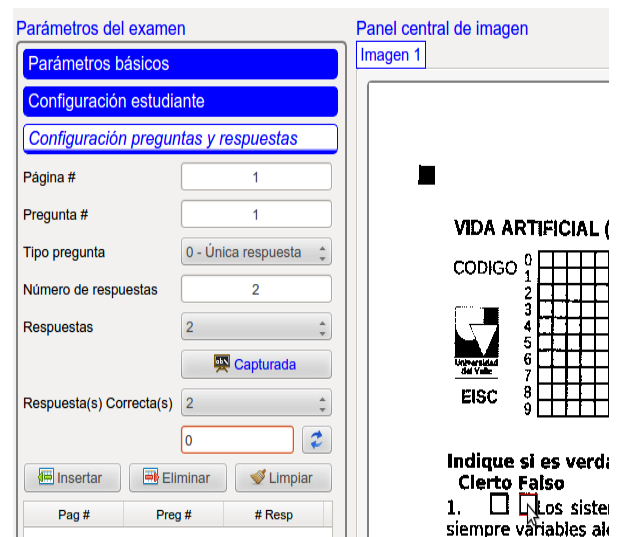 Parámetros del examen
Parámetros básicos
Configuración estudiante
Configuración preguntas y respuestas
Página # 1
Pregunta # 1
Tipo pregunta 0 - Única respuesta
Número de respuestas 2
Respuestas 2
Capturada
Respuesta(s) Correcta(s) 2
0
Insertar Eliminar Limpiar
Pag # Preg # # Resp
Panel central de imagen
Imagen 1
VIDA ARTIFICIAL (
CODIGO
0
1
2
3
4
5
6
7
8
9
Universidad
del Valle
EISC
Indique si es verda
Cierto Falso
1. Los sister
siempre variables ale